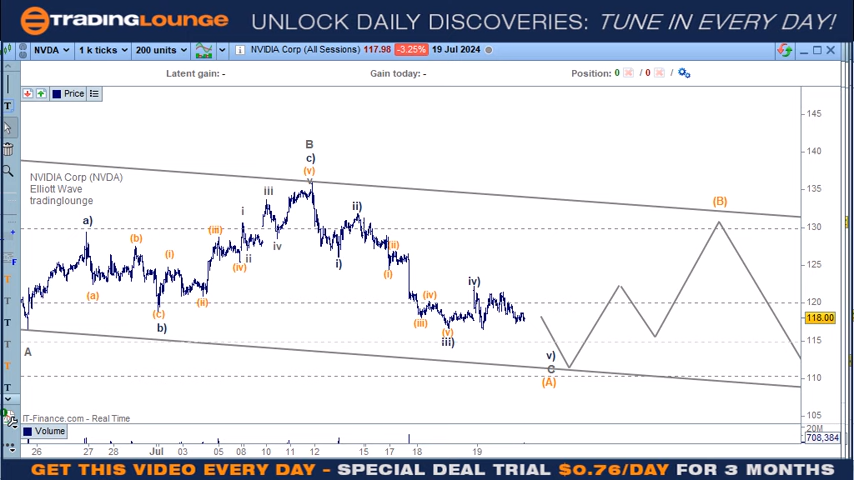 TRADINGLOUNGE UNLOCK DAILY DISCOVERIES: TUNE IN EVERY DAY!
NVDA 1 k ticks 200 units NVIDIA Corp (All Sessions) 117.98 -3.25% 19 Jul 2024
Latent gain: - Gain today: - Position: 0 / 0 /
Price
145
B
140
c)
(v)
NVIDIA Corp (NVDA)
Elliott Wave
tradinglounge
v
iii
135
i
ii)
(B)
a)
(b)
(iii)
130
(i)
ii
iv
(iv)
i)
(ii)
(i)
125
(a)
(ii)
iv)
(c)
(iv)
120
b)
(iii)
(v)
118.00
iii)
115
A
v)
C
(A)
110
IT-Finance.com - Real Time
105
Volume
20M
708,384
26 27 28 Jul 03 05 08 10 12 15 17 18 19
GET THIS VIDEO EVERY DAY - SPECIAL DEAL TRIAL $0.76/DAY FOR 3 MONTHS